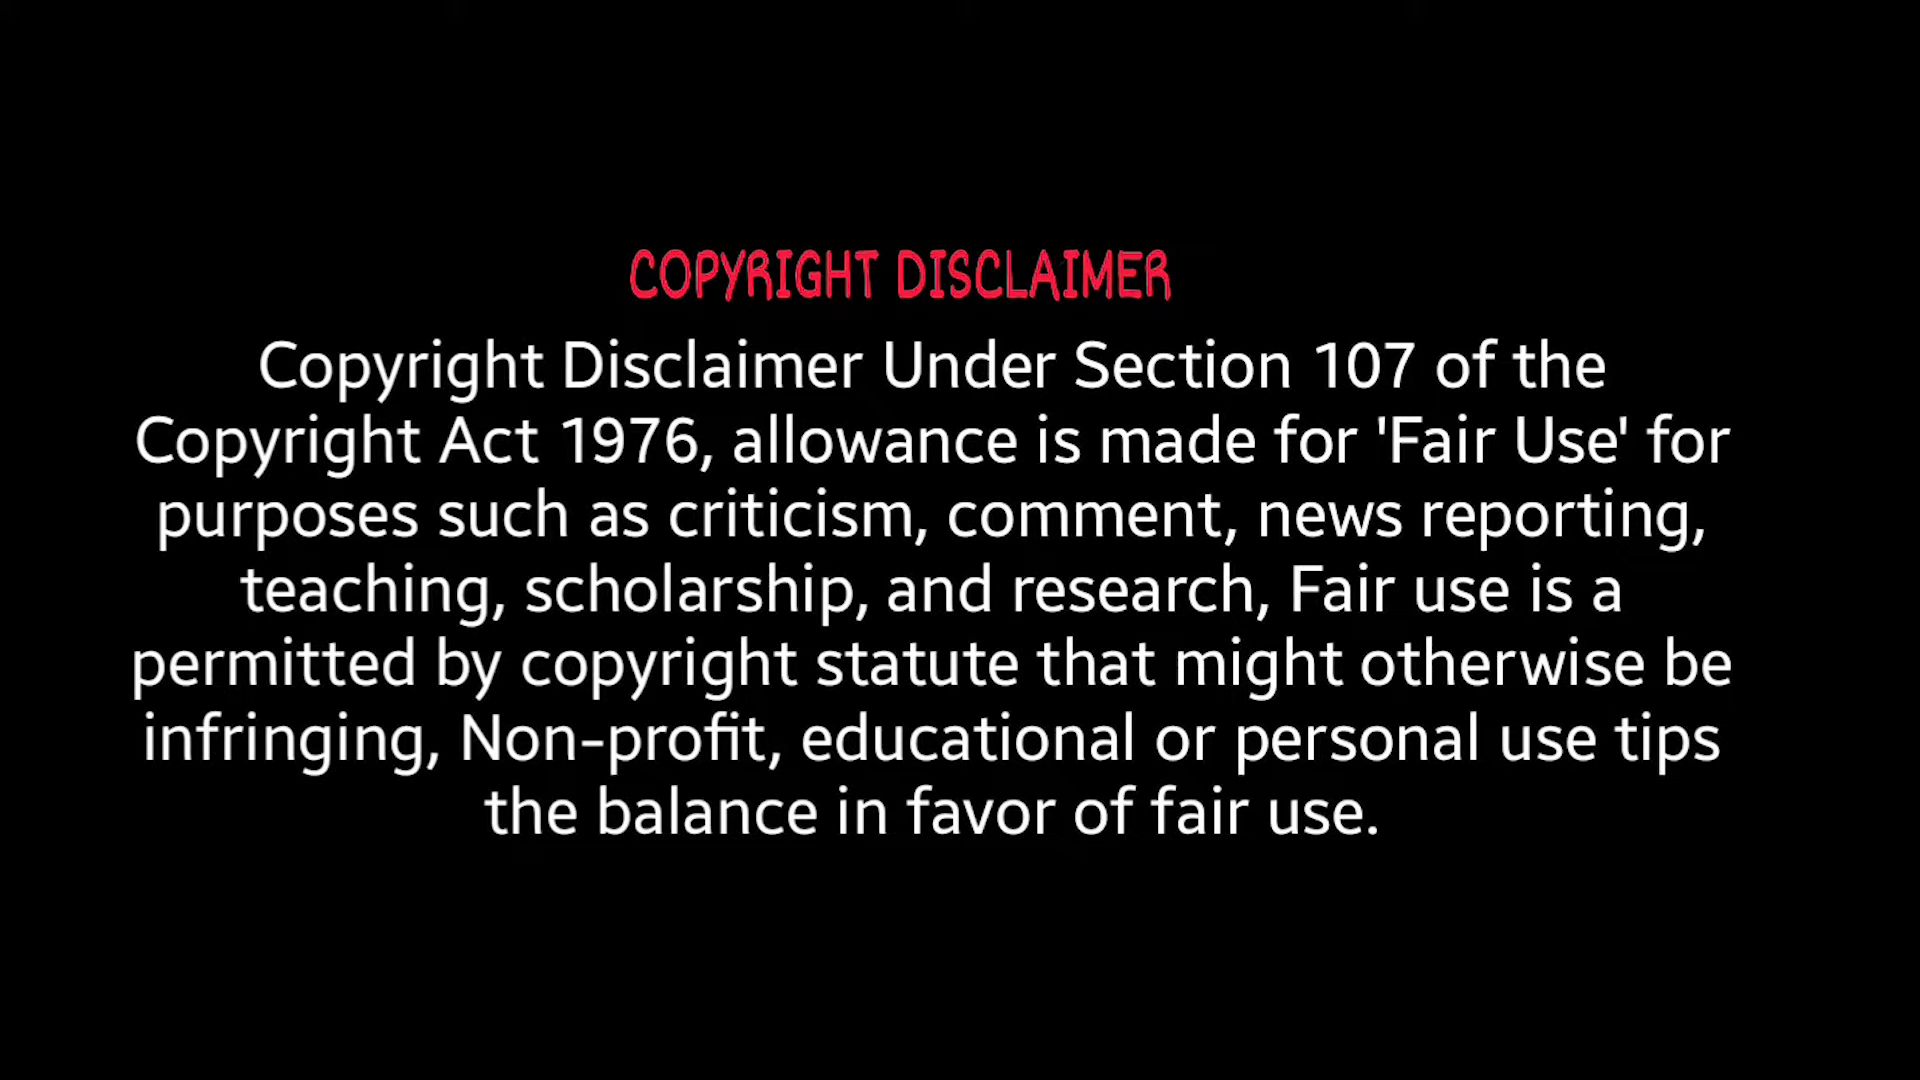 COPYRIGHT DISCLAIMER
Copyright Disclaimer Under Section 107 of the
Copyright Act 1976, allowance is made for 'Fair Use' for
purposes such as criticism, comment, news reporting,
teaching, scholarship, and research, Fair use is a
permitted by copyright statute that might otherwise be
infringing, Non-profit, educational or personal use tips
the balance in favor of fair use.